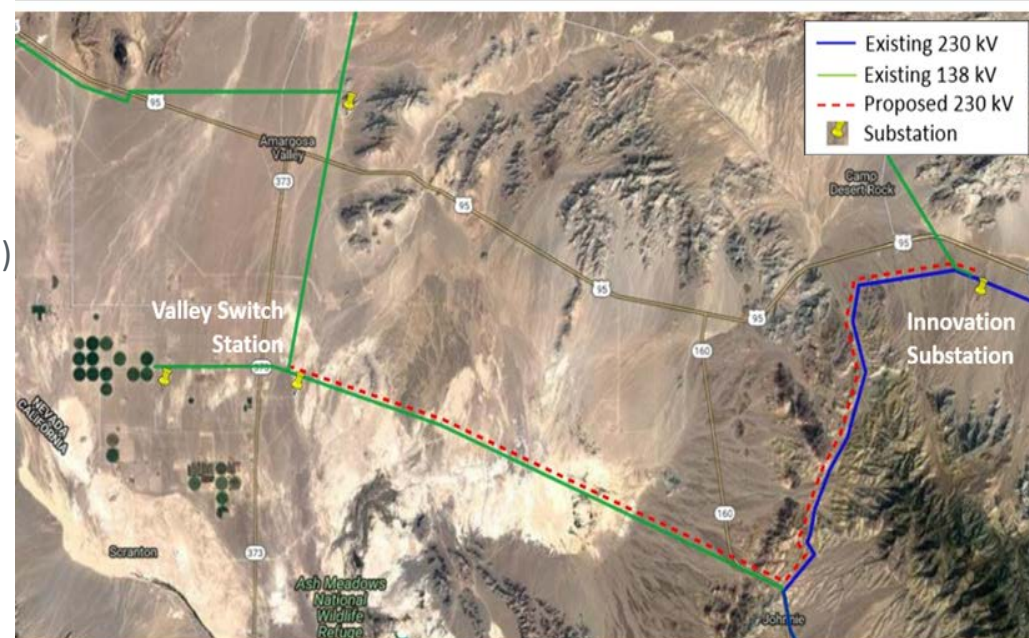 Existing 230 kV
Existing 138 kV
Proposed 230 kV
Substation
95
Amargosa
Valley
373
95
Camp
Desert Rock
95
)
95
95
Valley Switch
Station
Innovation
Substation
160
NEVADA
CALIFORNIA
160
Scranton
373
Ash Meadows
National
Wildlife
Refuge
Johnnie